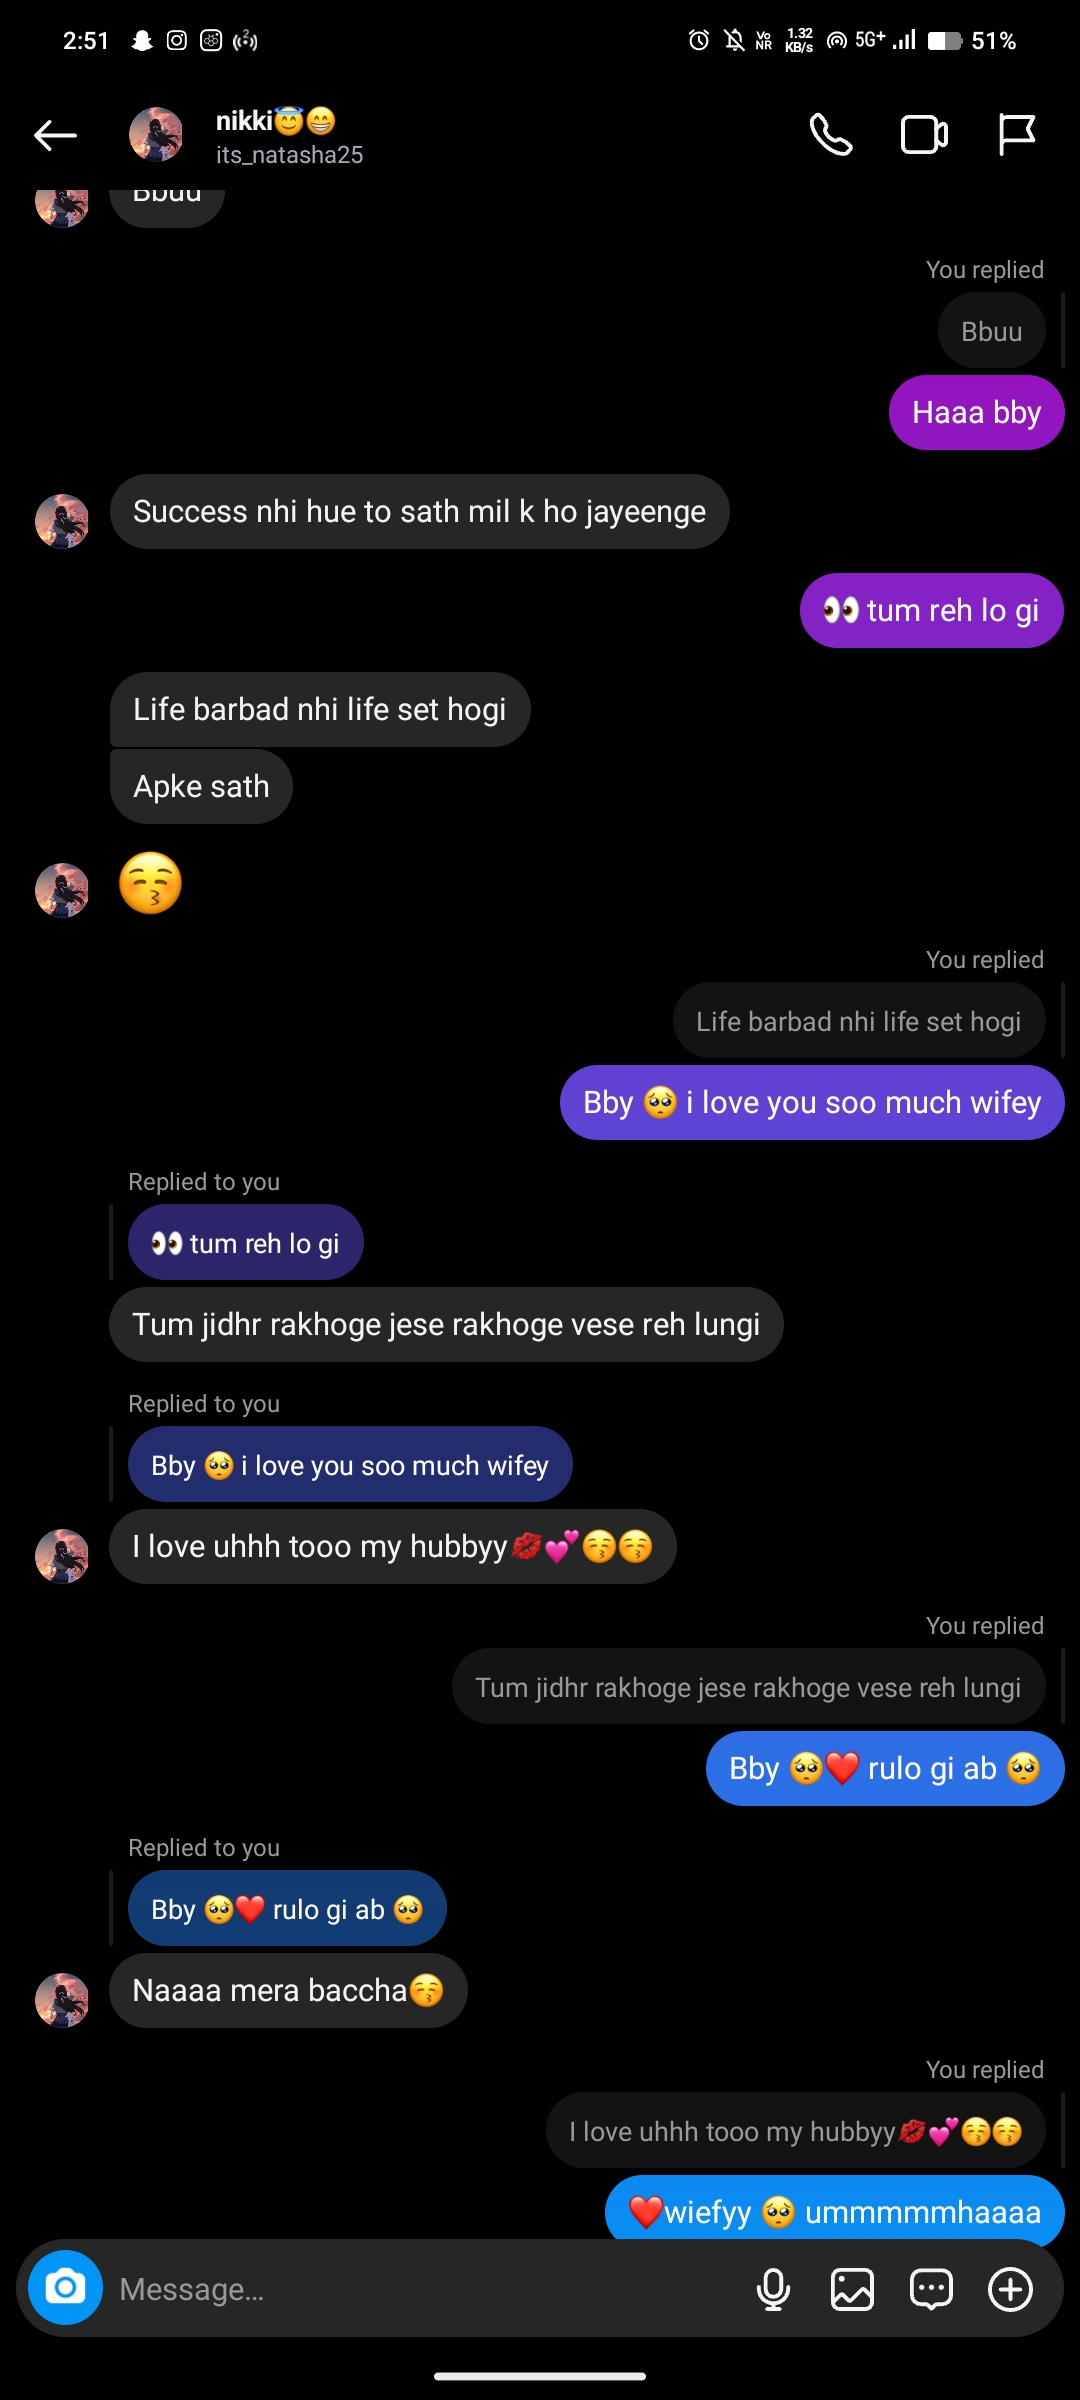 2:51 Vo NR 1.32 KB/s 5G+ 51%
nikki😇😁
its_natasha25
Bbuu
You replied
Bbuu
Haaa bby
Success nhi hue to sath mil k ho jayeenge
👀 tum reh lo gi
Life barbad nhi life set hogi
Apke sath
😚
You replied
Life barbad nhi life set hogi
Bby 🥺 i love you soo much wifey
Replied to you
👀 tum reh lo gi
Tum jidhr rakhoge jese rakhoge vese reh lungi
Replied to you
Bby 🥺 i love you soo much wifey
I love uhhh tooo my hubbyy💋💕😚😚
You replied
Tum jidhr rakhoge jese rakhoge vese reh lungi
Bby 🥺❤️ rulo gi ab 🥺
Replied to you
Bby 🥺❤️ rulo gi ab 🥺
Naaaa mera baccha😚
You replied
I love uhhh tooo my hubbyy💋💕😚😚
❤️wiefyy 🥺 ummmmmhaaaa
Message...